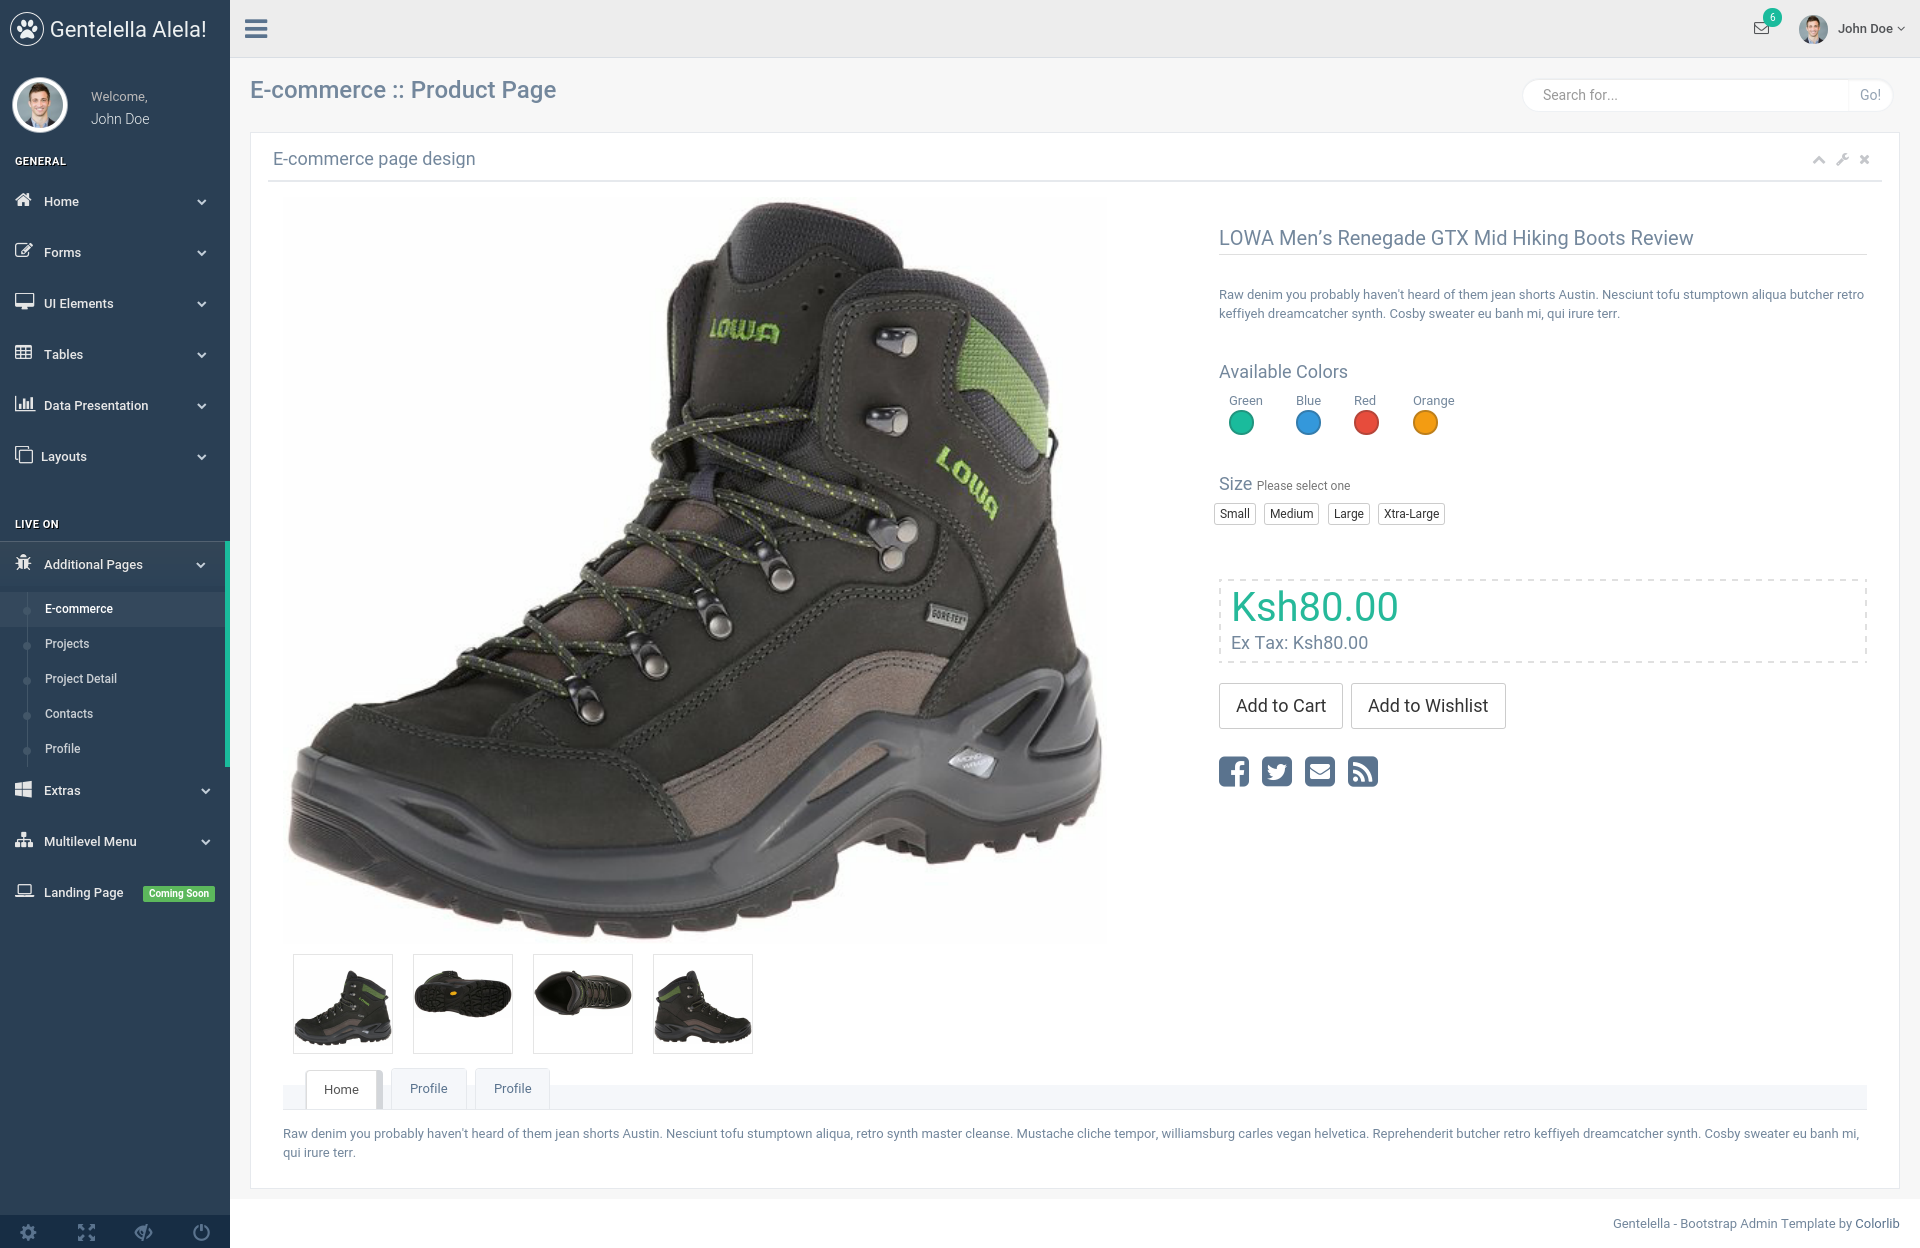 Gentelella Alela!
6
John Doe
Welcome,
John Doe
E-commerce :: Product Page
Search for...
Go!
GENERAL
Home
Forms
UI Elements
Tables
Data Presentation
Layouts
LIVE ON
Additional Pages
E-commerce
Projects
Project Detail
Contacts
Profile
Extras
Multilevel Menu
Landing Page
Coming Soon
E-commerce page design
LOWA
LOWA
GORE-TEX
LOWA Men’s Renegade GTX Mid Hiking Boots Review
Raw denim you probably haven't heard of them jean shorts Austin. Nesciunt tofu stumptown aliqua butcher retro
keffiyeh dreamcatcher synth. Cosby sweater eu banh mi, qui irure terr.
Available Colors
Green
Blue
Red
Orange
Size Please select one
Small
Medium
Large
Xtra-Large
Ksh80.00
Ex Tax: Ksh80.00
Add to Cart
Add to Wishlist
Home
Profile
Profile
Raw denim you probably haven't heard of them jean shorts Austin. Nesciunt tofu stumptown aliqua, retro synth master cleanse. Mustache cliche tempor, williamsburg carles vegan helvetica. Reprehenderit butcher retro keffiyeh dreamcatcher synth. Cosby sweater eu banh mi,
qui irure terr.
Gentelella - Bootstrap Admin Template by Colorlib